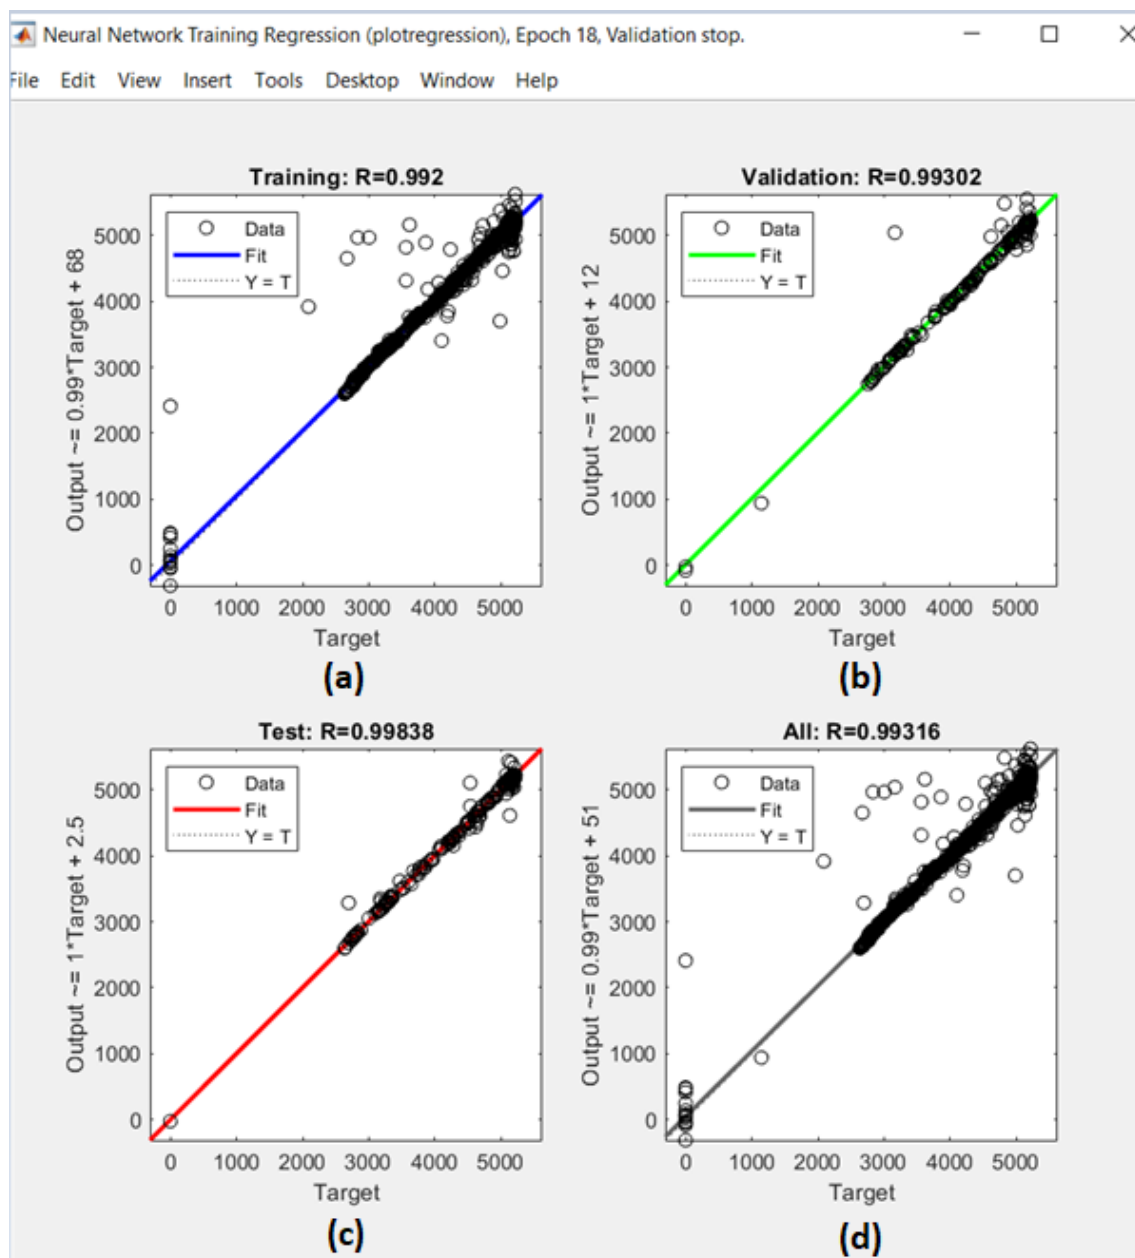 Neural Network Training Regression (plotregression), Epoch 18, Validation stop.
File Edit View Insert Tools Desktop Window Help
Training: R=0.992
Output ~= 0.99*Target + 68
Data
Fit
Y = T
5000
4000
3000
2000
1000
0
0 1000 2000 3000 4000 5000
Target
(a)
Validation: R=0.99302
Output ~= 1*Target + 12
Data
Fit
Y = T
5000
4000
3000
2000
1000
0
0 1000 2000 3000 4000 5000
Target
(b)
Test: R=0.99838
Output ~= 1*Target + 2.5
Data
Fit
Y = T
5000
4000
3000
2000
1000
0
0 1000 2000 3000 4000 5000
Target
(c)
All: R=0.99316
Output ~= 0.99*Target + 51
Data
Fit
Y = T
5000
4000
3000
2000
1000
0
0 1000 2000 3000 4000 5000
Target
(d)